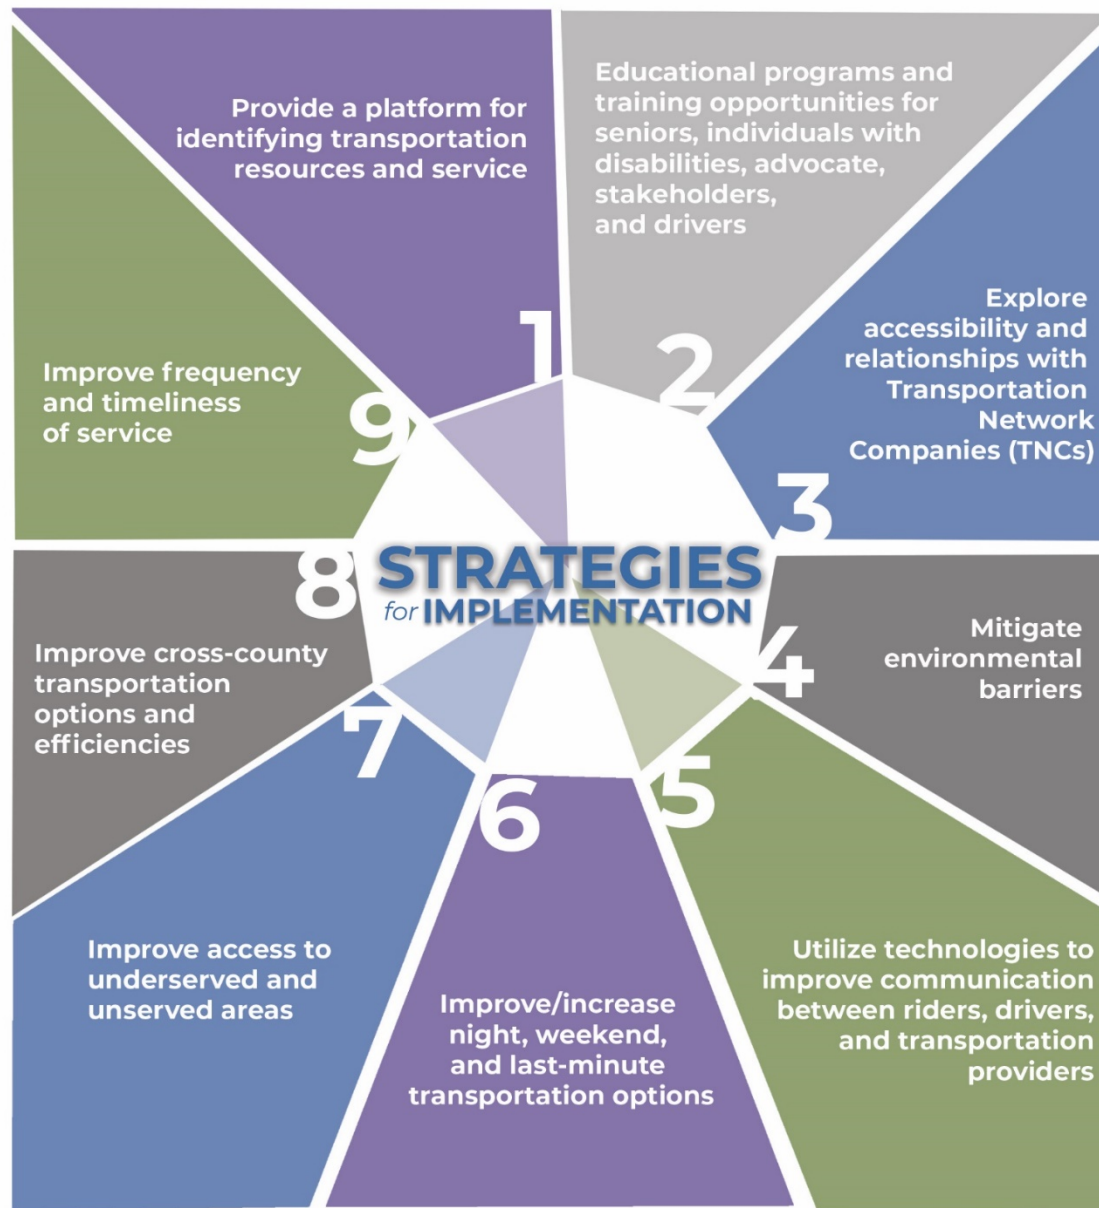 STRATEGIES
for IMPLEMENTATION
1
Provide a platform for
identifying transportation
resources and service
2
Educational programs and
training opportunities for
seniors, individuals with
disabilities, advocate,
stakeholders,
and drivers
3
Explore
accessibility and
relationships with
Transportation
Network
Companies (TNCs)
4
Mitigate
environmental
barriers
5
Utilize technologies to
improve communication
between riders, drivers,
and transportation
providers
6
Improve/increase
night, weekend,
and last-minute
transportation options
7
Improve access to
underserved and
unserved areas
8
Improve cross-county
transportation
options and
efficiencies
9
Improve frequency
and timeliness
of service